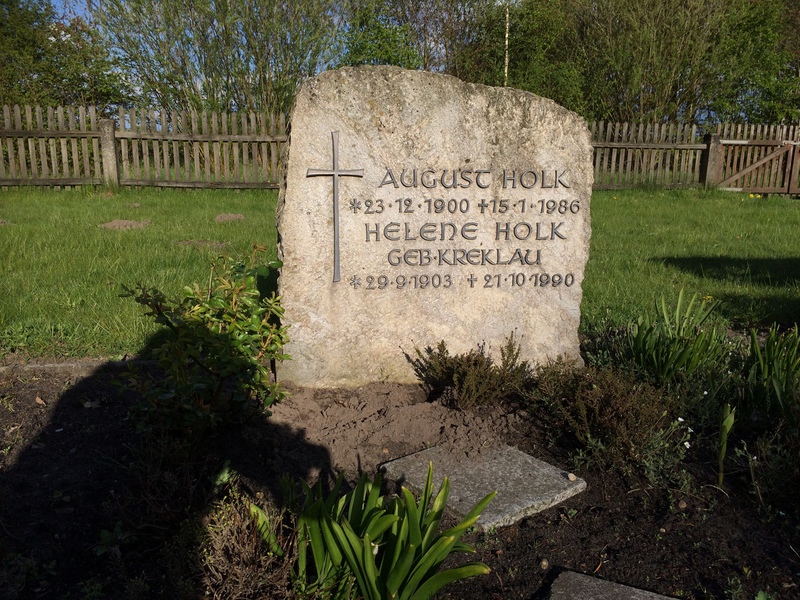 AUGUST HOLK
*23·12·1900 †15·1·1986
HELENE HOLK
GEB·KREKLAU
*29·9·1903 †21·10·1990